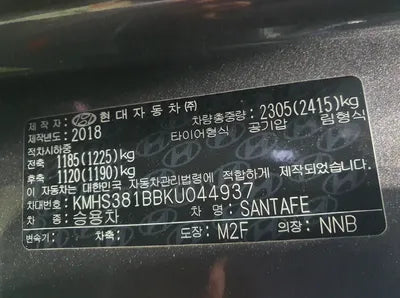 제작자: 현대자동차(주)
제작년도: 2018 차량총중량: 2305(2415)kg
적차시하중 타이어형식 공기압 림형식
전축 1185(1225)kg
후축 1120(1190)kg
이 자동차는 대한민국 자동차관리법령에 적합하게 제작되었습니다
차대번호: KMHS381BBKU044937
차종: 승용차 차명: SANTAFE
변속기: 차축: 도장: M2F 의장: NNB